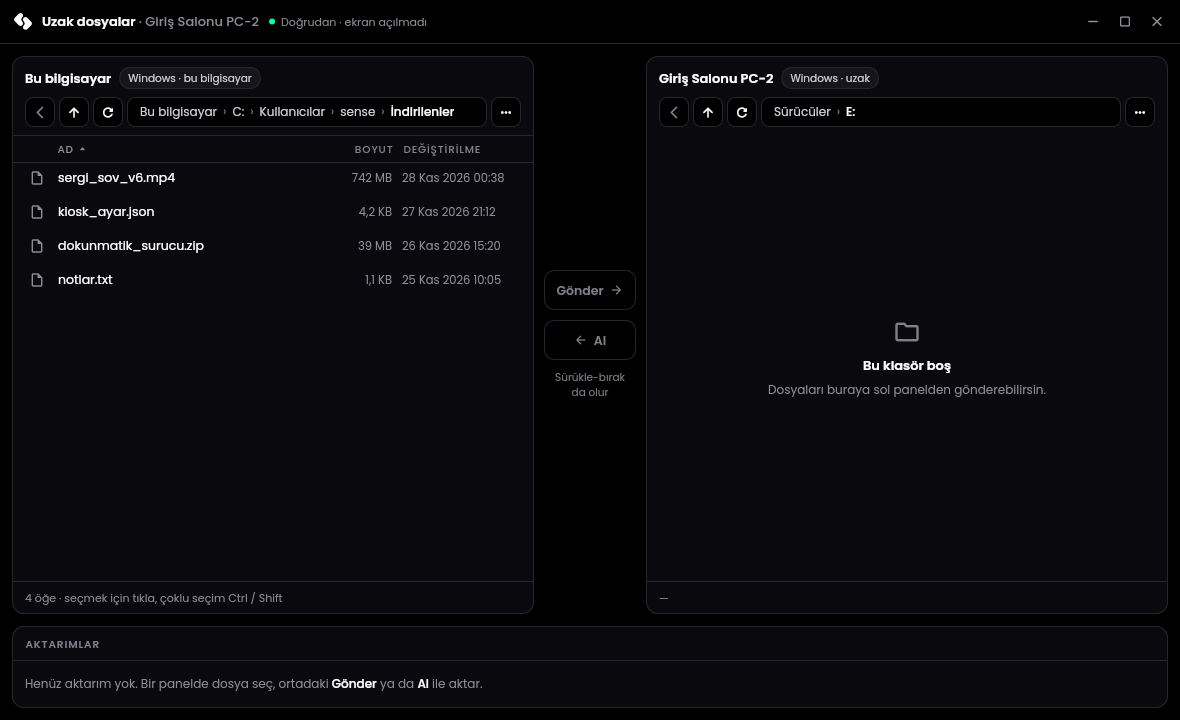 Uzak dosyalar · Giriş Salonu PC-2 Doğrudan · ekran açılmadı
Bu bilgisayar Windows · bu bilgisayar
Bu bilgisayar › C: › Kullanıcılar › sense › İndirilenler
AD BOYUT DEĞİŞTİRİLME
sergi_sov_v6.mp4 742 MB 28 Kas 2026 00:38
kiosk_ayar.json 4,2 KB 27 Kas 2026 21:12
dokunmatik_surucu.zip 39 MB 26 Kas 2026 15:20
notlar.txt 1,1 KB 25 Kas 2026 10:05
4 öğe · seçmek için tıkla, çoklu seçim Ctrl / Shift
Gönder →
← Al
Sürükle-bırak
da olur
Giriş Salonu PC-2 Windows · uzak
Sürücüler › E:
Bu klasör boş
Dosyaları buraya sol panelden gönderebilirsin.
—
AKTARIMLAR
Henüz aktarım yok. Bir panelde dosya seç, ortadaki Gönder ya da Al ile aktar.